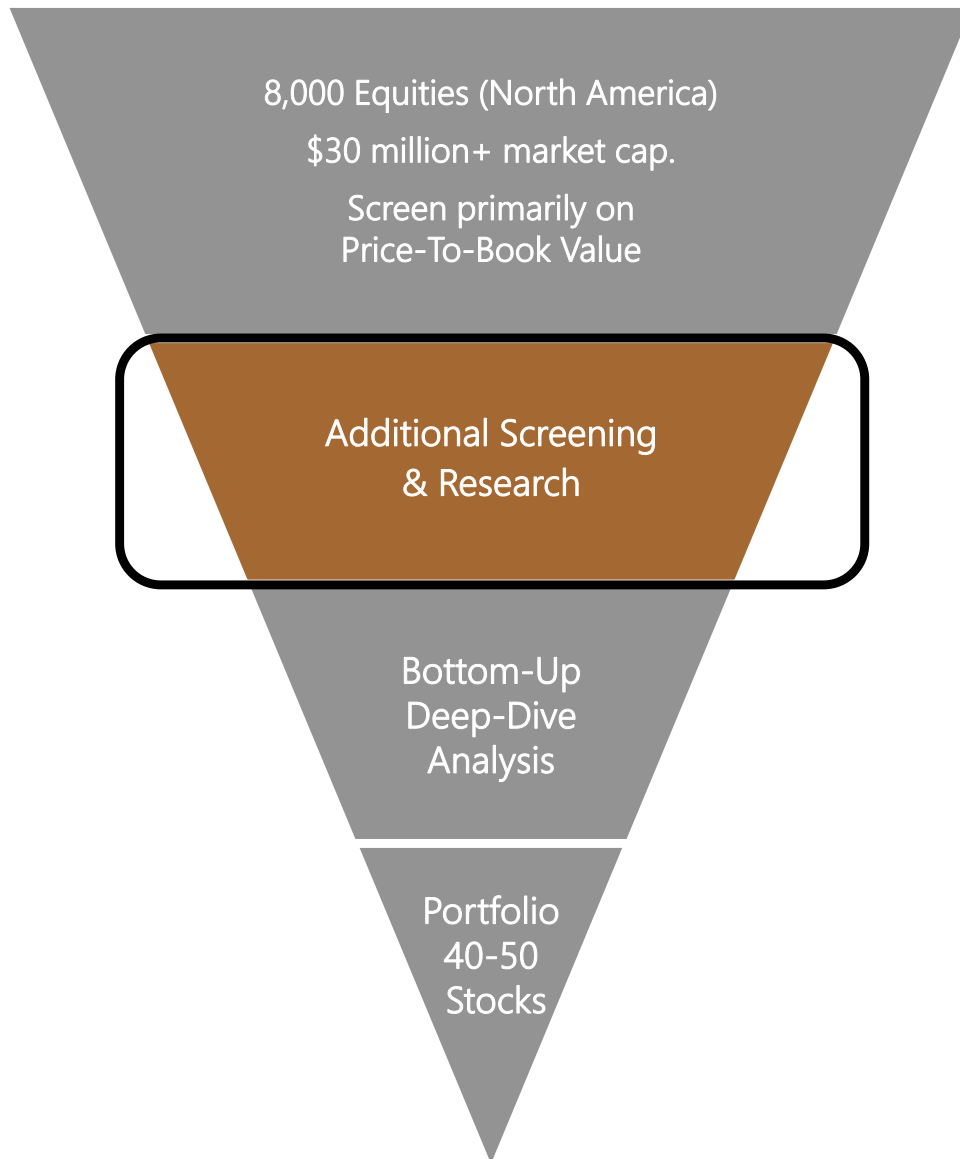 8,000 Equities (North America)
$30 million+ market cap.
Screen primarily on
Price-To-Book Value
Additional Screening
& Research
Bottom-Up
Deep-Dive
Analysis
Portfolio
40-50
Stocks